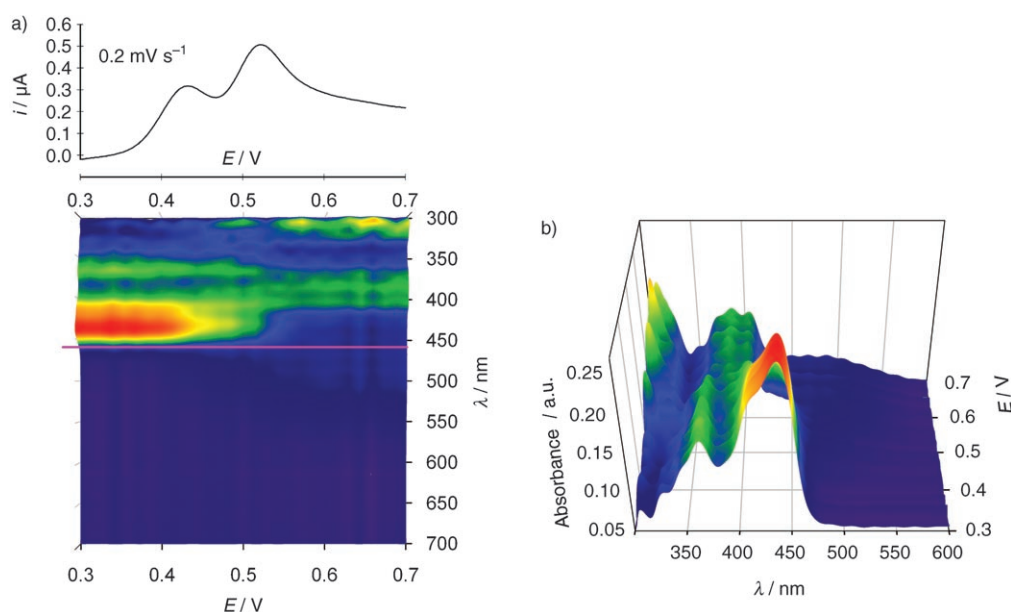 a)
0.6
0.5
0.4
0.3
0.2
0.1
0.0
i / µA
0.2 mV s⁻¹
E / V
0.3 0.4 0.5 0.6 0.7
300
350
400
450
500
550
600
650
700
λ / nm
0.3 0.4 0.5 0.6 0.7
E / V
b)
0.25
0.20
0.15
0.10
0.05
Absorbance / a.u.
0.7
0.6
0.5
0.4
0.3
E / V
350 400 450 500 550 600
λ / nm